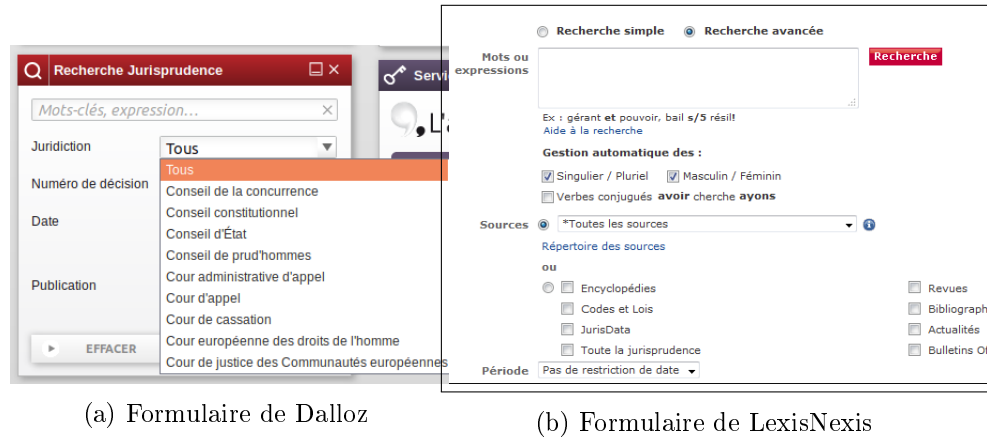 Recherche Jurisprudence
Mots-clés, expression...
Juridiction
Tous
Tous
Conseil de la concurrence
Numéro de décision
Conseil constitutionnel
Date
Conseil d'État
Conseil de prud'hommes
Cour administrative d'appel
Publication
Cour d'appel
Cour de cassation
EFFACER
Cour européenne des droits de l'homme
Cour de justice des Communautés européennes
Servi
L'a
(a) Formulaire de Dalloz
Recherche simple Recherche avancée
Mots ou
expressions
Recherche
Ex : gérant et pouvoir, bail s/5 résil!
Aide à la recherche
Gestion automatique des :
Singulier / Pluriel Masculin / Féminin
Verbes conjugués avoir cherche ayons
Sources *Toutes les sources
Répertoire des sources
ou
Encyclopédies Revues
Codes et Lois Bibliograph
JurisData Actualités
Toute la jurisprudence Bulletins Of
Période Pas de restriction de date
(b) Formulaire de LexisNexis